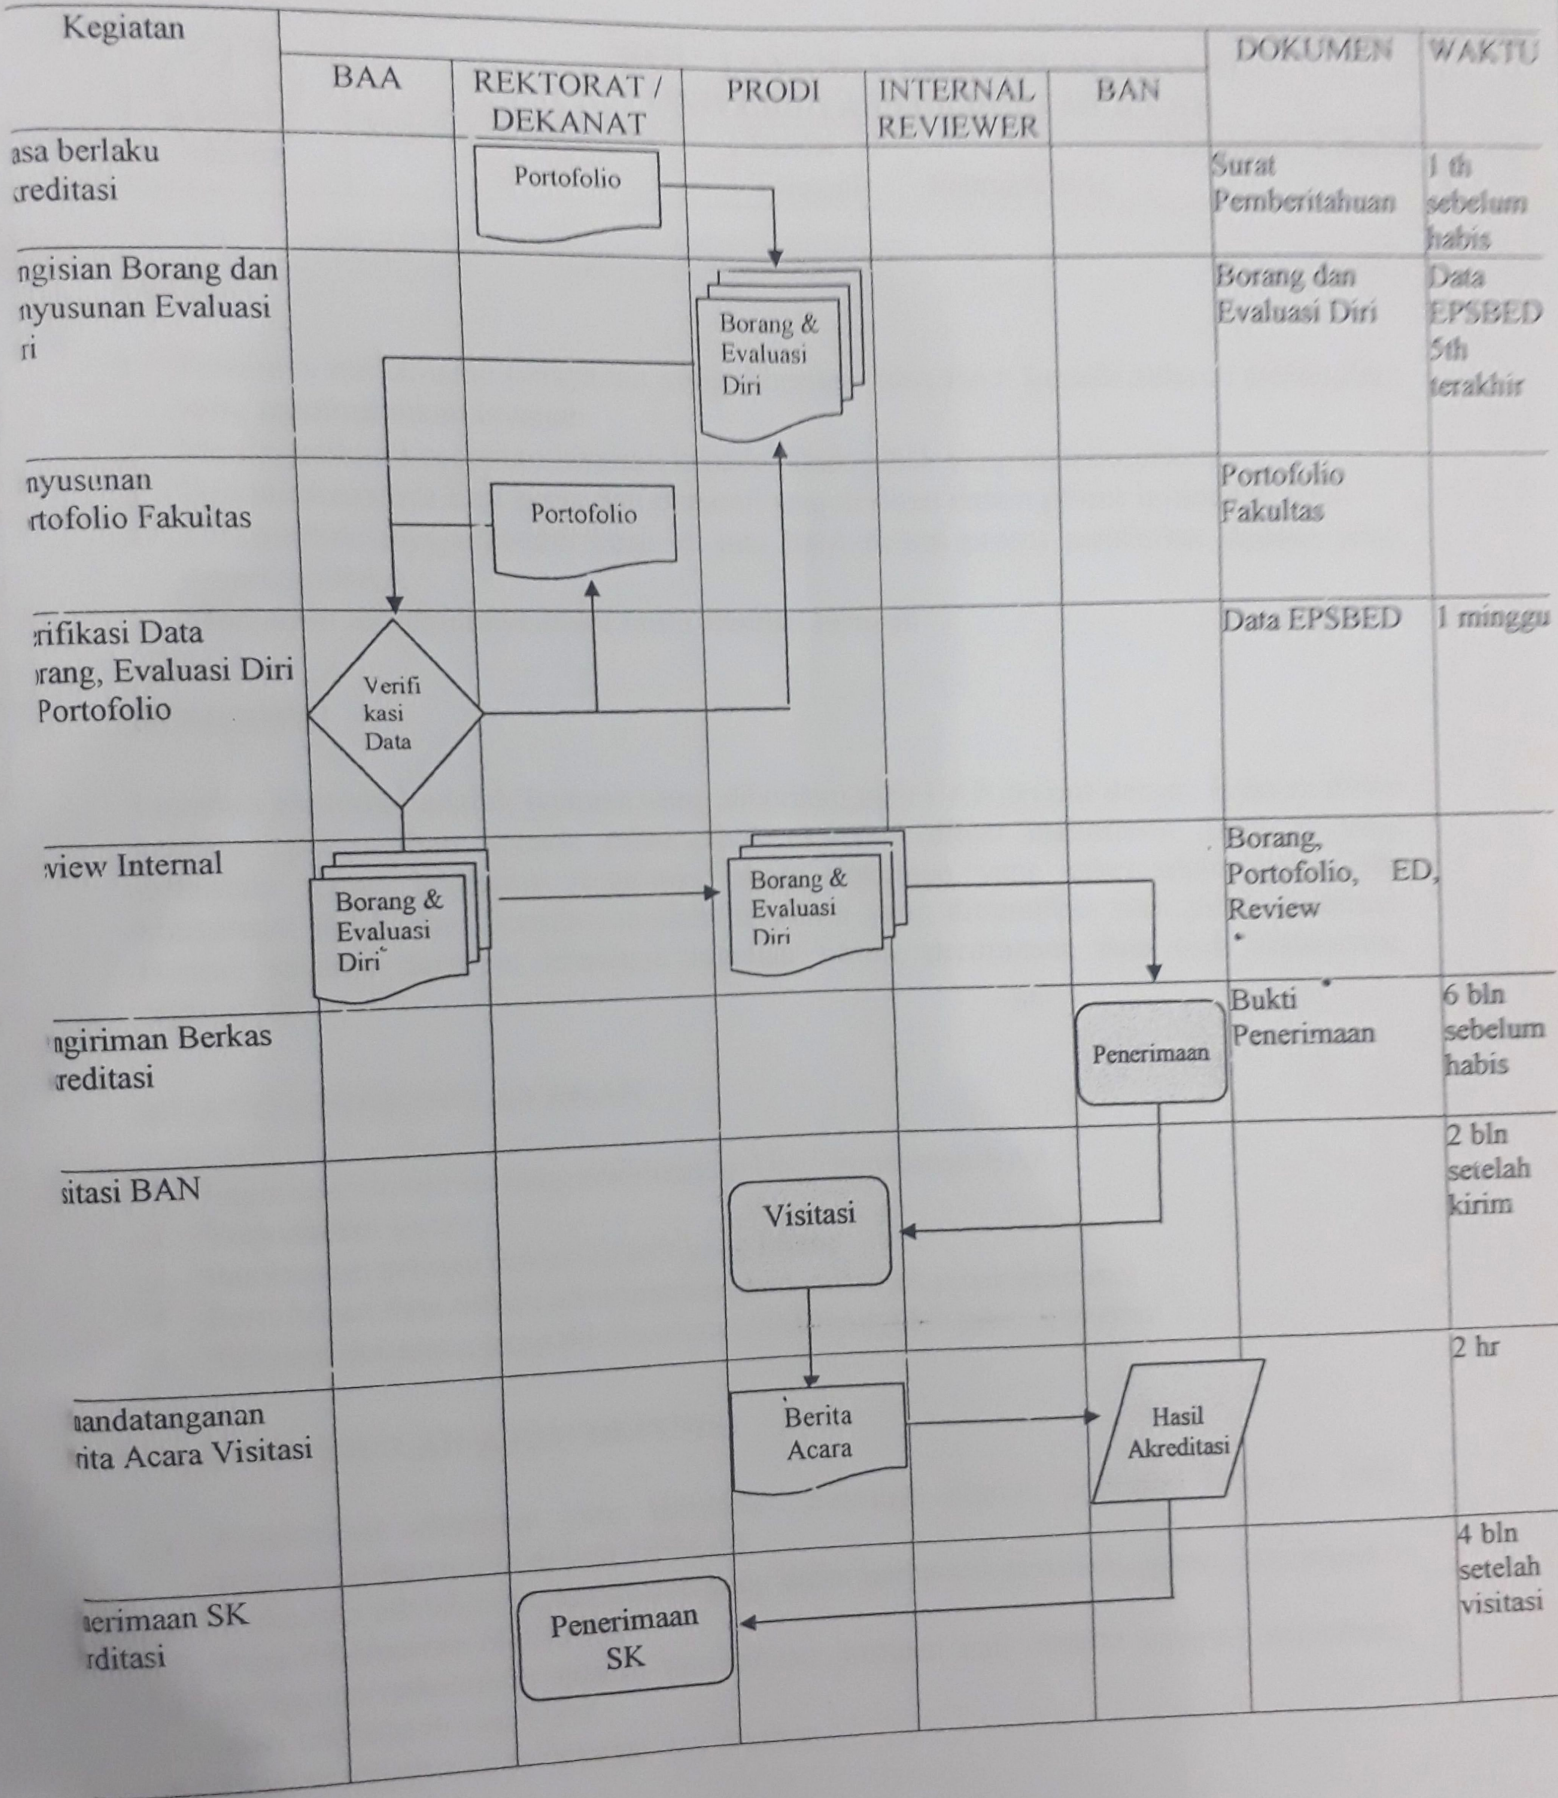 Kegiatan
BAA
REKTORAT /
DEKANAT
PRODI
INTERNAL
REVIEWER
BAN
DOKUMEN
WAKTU
asa berlaku
reditasi
Portofolio
Surat
Pemberitahuan
1 th
sebelum
habis
ngisian Borang dan
nyusunan Evaluasi
ri
Borang &
Evaluasi
Diri
Borang dan
Evaluasi Diri
Data
EPSBED
5th
terakhir
nyusunan
rtofolio Fakultas
Portofolio
Portofolio
Fakultas
rifikasi Data
rang, Evaluasi Diri
Portofolio
Verifi
kasi
Data
Data EPSBED
1 minggu
view Internal
Borang &
Evaluasi
Diri
Borang &
Evaluasi
Diri
Borang,
Portofolio, ED,
Review
ngiriman Berkas
reditasi
Penerimaan
Bukti
Penerimaan
6 bln
sebelum
habis
sitasi BAN
Visitasi
2 bln
setelah
kirim
nandatanganan
rita Acara Visitasi
Berita
Acara
Hasil
Akreditasi
2 hr
nerimaan SK
rditasi
Penerimaan
SK
4 bln
setelah
visitasi